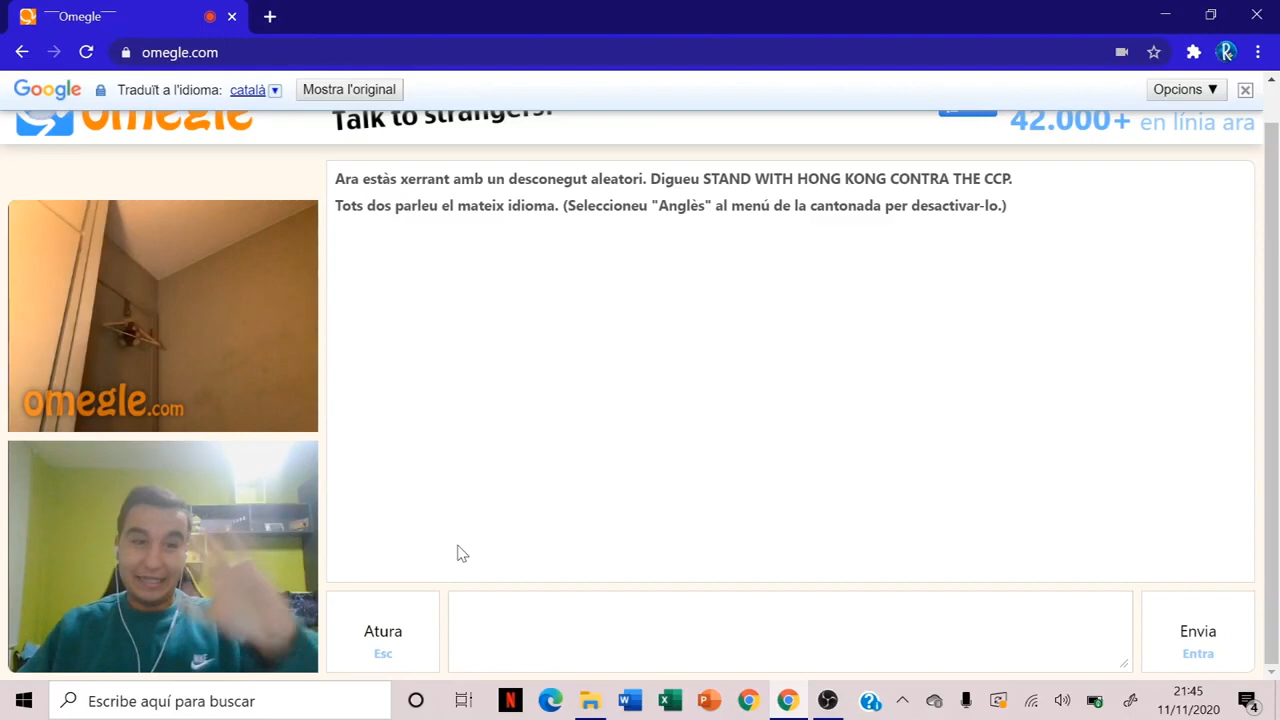 Omegle
omegle.com
Google Traduït a l'idioma: català Mostra l'original Opcions ▼
omegle Talk to strangers! 42.000+ en línia ara
Ara estàs xerrant amb un desconegut aleatori. Digueu STAND WITH HONG KONG CONTRA THE CCP.
Tots dos parleu el mateix idioma. (Seleccioneu "Anglès" al menú de la cantonada per desactivar-lo.)
omegle.com
Atura
Esc
Envia
Entra
Escribe aquí para buscar
21:45
11/11/2020
4